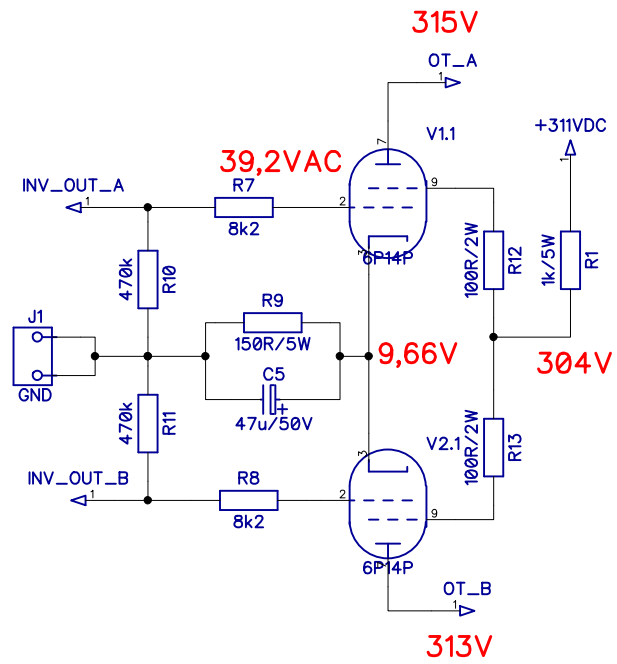 315V
OT_A
1
7
V1.1
+311VDC
1
39,2VAC
INV_OUT_A
1
R7
8k2
2
9
3
6P14P
470k
R10
100R/2W
R12
1k/5W
R1
J1
GND
R9
150R/5W
C5
+
47u/50V
9,66V
304V
470k
R11
V2.1
100R/2W
R13
3
INV_OUT_B
1
R8
8k2
2
9
6P14P
OT_B
1
313V